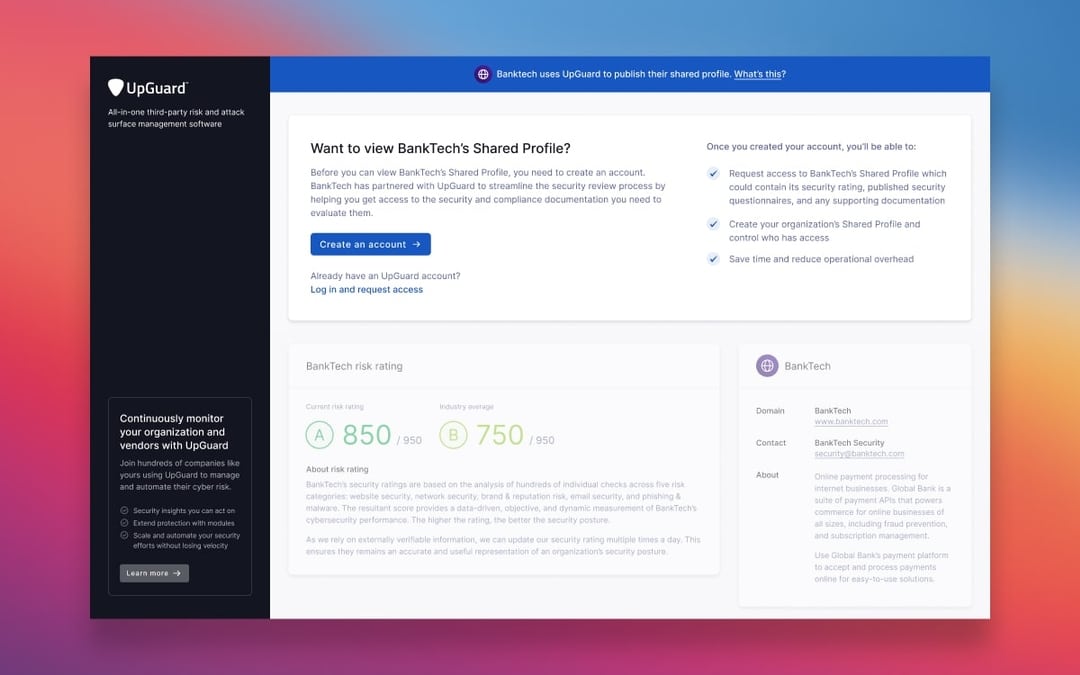 UpGuard™
All-in-one third-party risk and attack
surface management software
Banktech uses UpGuard to publish their shared profile. What's this?
Want to view BankTech's Shared Profile?
Before you can view BankTech's Shared Profile, you need to create an account.
BankTech has partnered with UpGuard to streamline the security review process by
helping you get access to the security and compliance documentation you need to
evaluate them.
Create an account →
Already have an UpGuard account?
Log in and request access
Once you created your account, you'll be able to:
Request access to BankTech's Shared Profile which
could contain its security rating, published security
questionnaires, and any supporting documentation
Create your organization's Shared Profile and
control who has access
Save time and reduce operational overhead
BankTech risk rating
Current risk rating
A 850 / 950
Industry average
B 750 / 950
About risk rating
BankTech's security ratings are based on the analysis of hundreds of individual checks across five risk
categories: website security, network security, brand & reputation risk, email security, and phishing &
malware. The resultant score provides a data-driven, objective, and dynamic measurement of BankTech's
cybersecurity performance. The higher the rating, the better the security posture.
As we rely on externally verifiable information, we can update our security rating multiple times a day. This
ensures they remains an accurate and useful representation of an organization's security posture.
BankTech
Domain
BankTech
www.banktech.com
Contact
BankTech Security
security@banktech.com
About
Online payment processing for
internet businesses. Global Bank is a
suite of payment APIs that powers
commerce for online businesses of
all sizes, including fraud prevention,
and subscription management.
Use Global Bank's payment platform
to accept and process payments
online for easy-to-use solutions.
Continuously monitor
your organization and
vendors with UpGuard
Join hundreds of companies like
yours using UpGuard to manage
and automate their cyber risk.
Security insights you can act on
Extend protection with modules
Scale and automate your security
efforts without losing velocity
Learn more →